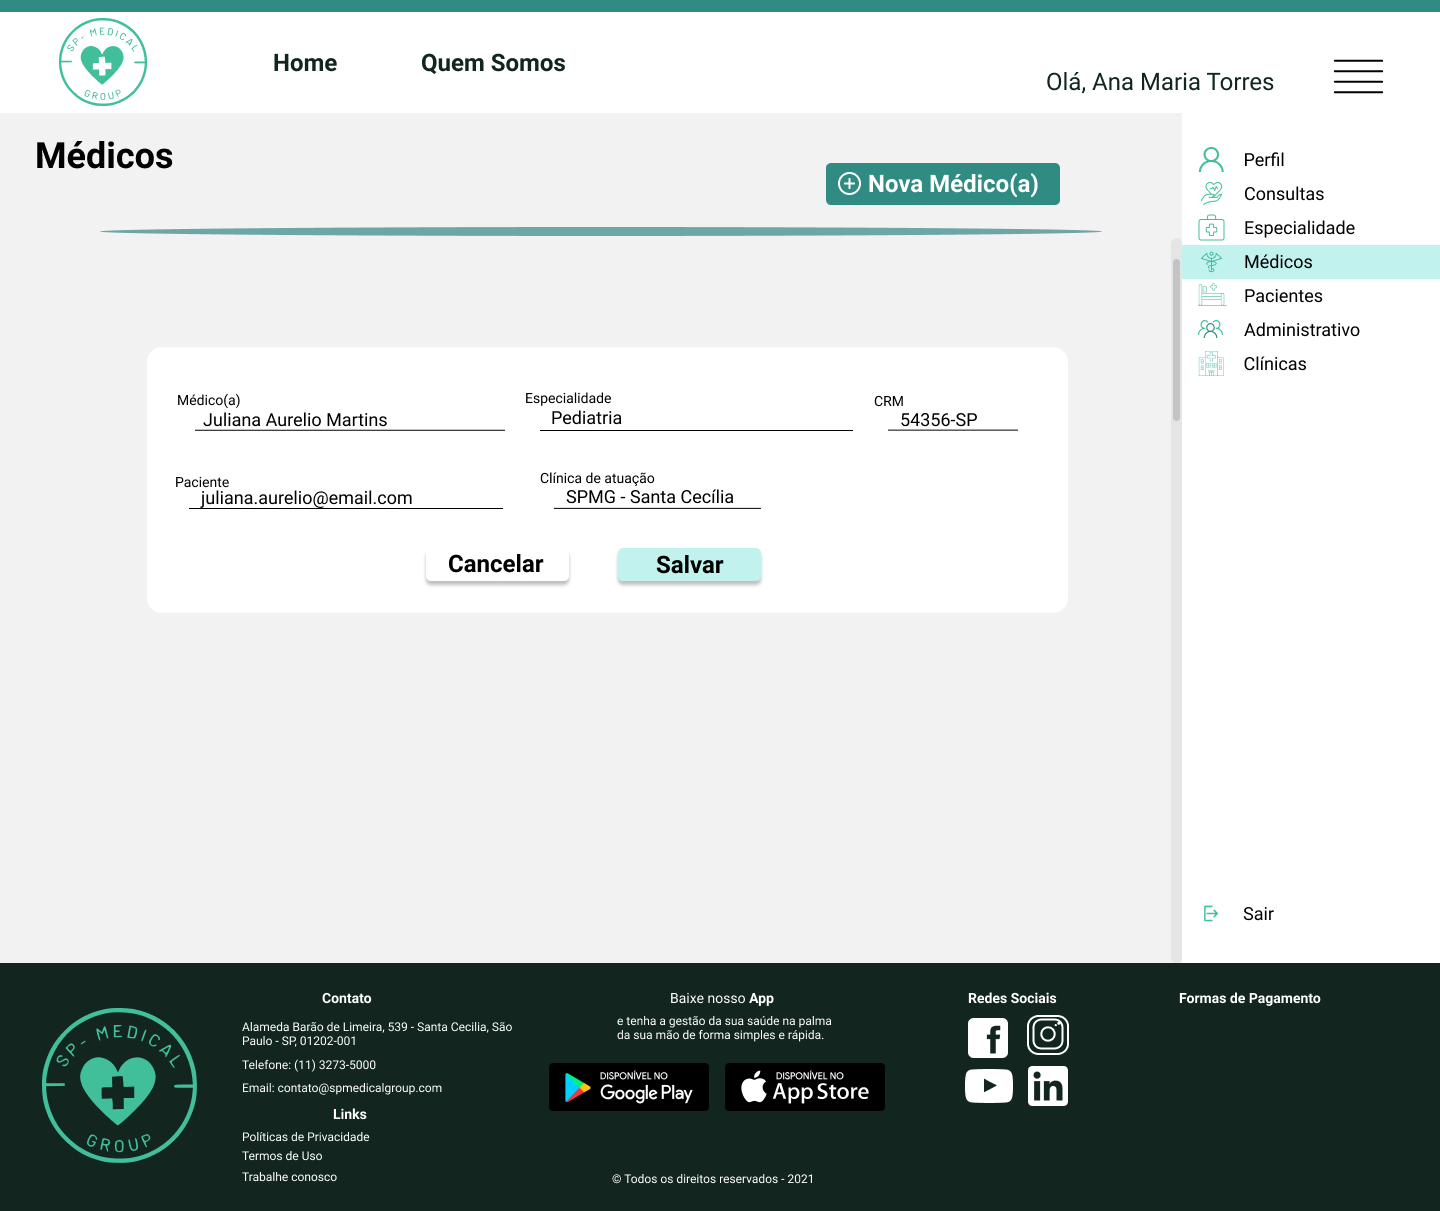 SP- MEDICAL GROUP
Home
Quem Somos
Olá, Ana Maria Torres
Médicos
Nova Médico(a)
Perfil
Consultas
Especialidade
Médicos
Pacientes
Administrativo
Clínicas
Médico(a)
Juliana Aurelio Martins
Especialidade
Pediatria
CRM
54356-SP
Paciente
juliana.aurelio@email.com
Clínica de atuação
SPMG - Santa Cecília
Cancelar
Salvar
Sair
SP- MEDICAL GROUP
Contato
Alameda Barão de Limeira, 539 - Santa Cecilia, São
Paulo - SP, 01202-001
Telefone: (11) 3273-5000
Email: contato@spmedicalgroup.com
Links
Políticas de Privacidade
Termos de Uso
Trabalhe conosco
Baixe nosso App
e tenha a gestão da sua saúde na palma
da sua mão de forma simples e rápida.
DISPONÍVEL NO
Google Play
DISPONÍVEL NO
App Store
© Todos os direitos reservados - 2021
Redes Sociais
Formas de Pagamento